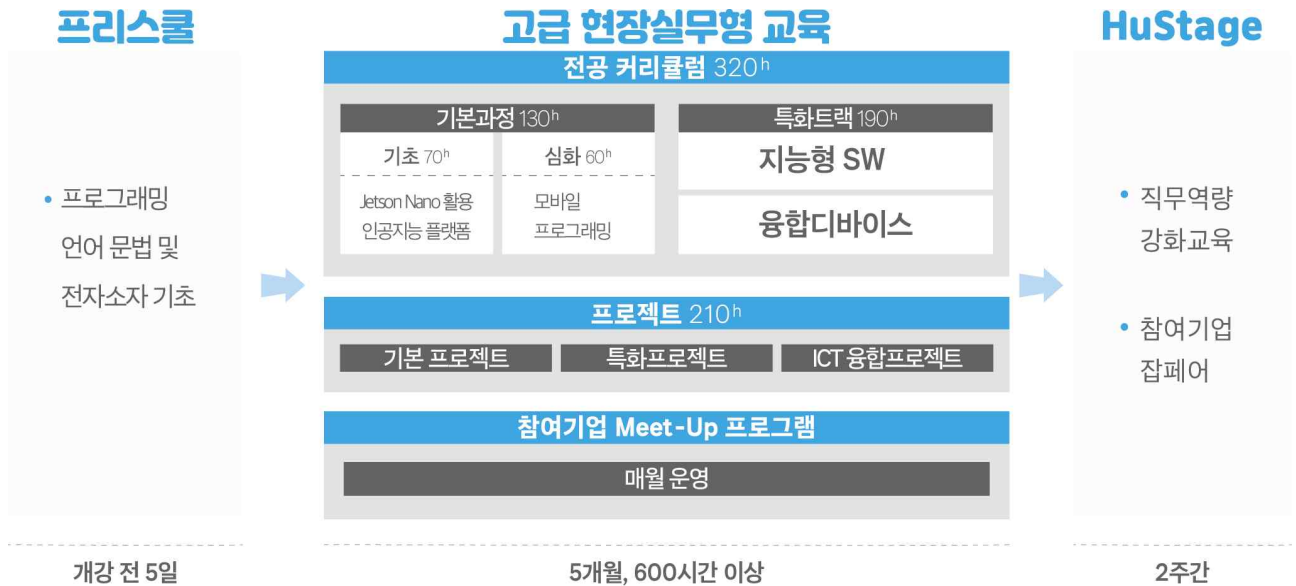 프리스쿨
• 프로그래밍
언어 문법 및
전자소자 기초
개강 전 5일
고급 현장실무형 교육
전공 커리큘럼 320h
기본과정 130h
기초 70h
Jetson Nano 활용
인공지능 플랫폼
심화 60h
모바일
프로그래밍
특화트랙 190h
지능형 SW
융합디바이스
프로젝트 210h
기본 프로젝트
특화프로젝트
ICT 융합프로젝트
참여기업 Meet-Up 프로그램
매월 운영
5개월, 600시간 이상
HuStage
• 직무역량
강화교육
• 참여기업
잡페어
2주간